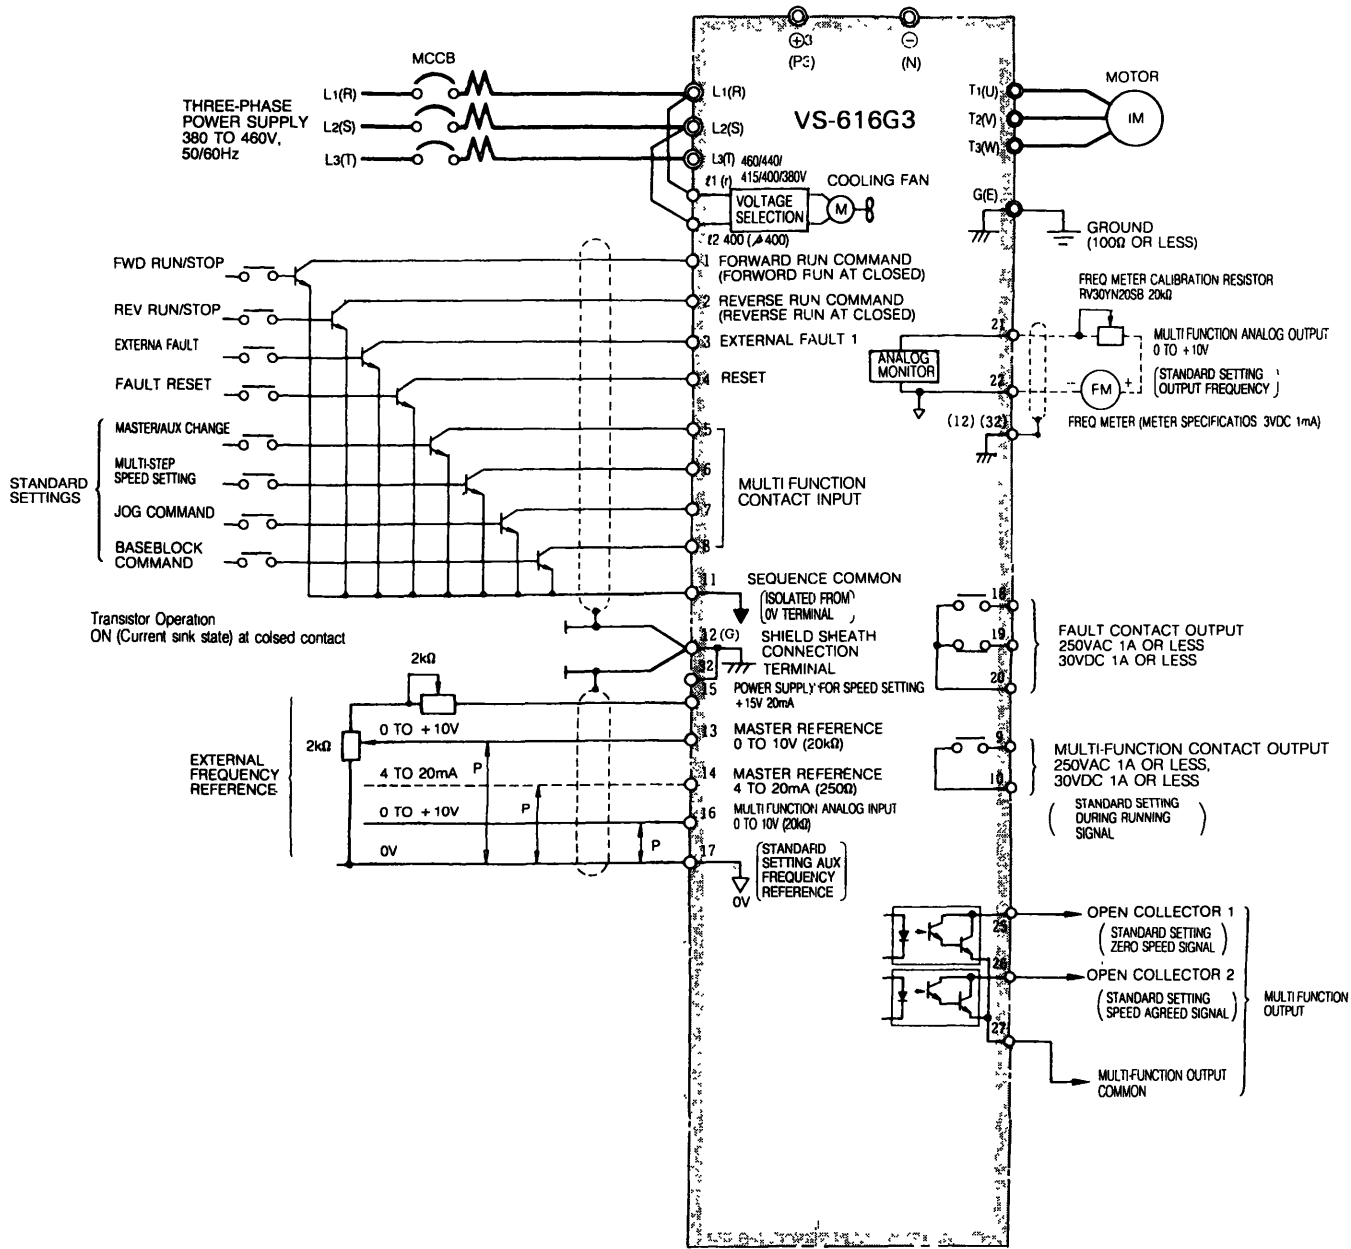 ⊕3
(P3)
⊖
(N)
MCCB
THREE-PHASE
POWER SUPPLY
380 TO 460V,
50/60Hz
L1(R)
L2(S)
L3(T)
L1(R)
L2(S)
L3(T)
VS-616G3
460/440/
415/400/380V
ℓ1 (r)
VOLTAGE
SELECTION
ℓ2 400 ( 400)
COOLING FAN
M
T1(U)
T2(V)
T3(W)
MOTOR
IM
G(E)
GROUND
(100Ω OR LESS)
FWD RUN/STOP
REV RUN/STOP
EXTERNA FAULT
FAULT RESET
MASTER/AUX CHANGE
MULTI-STEP
SPEED SETTING
JOG COMMAND
BASEBLOCK
COMMAND
STANDARD
SETTINGS
1 FORWARD RUN COMMAND
(FORWORD RUN AT CLOSED)
2 REVERSE RUN COMMAND
(REVERSE RUN AT CLOSED)
3 EXTERNAL FAULT 1
4 RESET
5
6
7
8
MULTI FUNCTION
CONTACT INPUT
11
SEQUENCE COMMON
(ISOLATED FROM
0V TERMINAL)
Transistor Operation
ON (Current sink state) at colsed contact
12 (G)
SHIELD SHEATH
CONNECTION
TERMINAL
32
15
POWER SUPPLY FOR SPEED SETTING
+15V 20mA
2kΩ
2kΩ
EXTERNAL
FREQUENCY
REFERENCE
0 TO +10V
P
13 MASTER REFERENCE
0 TO 10V (20kΩ)
4 TO 20mA
P
14 MASTER REFERENCE
4 TO 20mA (250Ω)
0 TO +10V
P
16 MULTI FUNCTION ANALOG INPUT
0 TO 10V (20kΩ)
0V
17
(STANDARD
SETTING AUX
FREQUENCY
REFERENCE)
0V
FREQ METER CALIBRATION RESISTOR
RV30YN20SB 20kΩ
21
ANALOG
MONITOR
22
MULTI FUNCTION ANALOG OUTPUT
0 TO +10V
(STANDARD SETTING
OUTPUT FREQUENCY)
- FM +
(12) (32)
FREQ METER (METER SPECIFICATIOS 3VDC 1mA)
18
19
20
FAULT CONTACT OUTPUT
250VAC 1A OR LESS
30VDC 1A OR LESS
9
10
MULTI-FUNCTION CONTACT OUTPUT
250VAC 1A OR LESS,
30VDC 1A OR LESS
(STANDARD SETTING
DURING RUNNING
SIGNAL)
25
OPEN COLLECTOR 1
(STANDARD SETTING
ZERO SPEED SIGNAL)
26
OPEN COLLECTOR 2
(STANDARD SETTING
SPEED AGREED SIGNAL)
27
MULTI FUNCTION
OUTPUT
MULTI-FUNCTION OUTPUT
COMMON